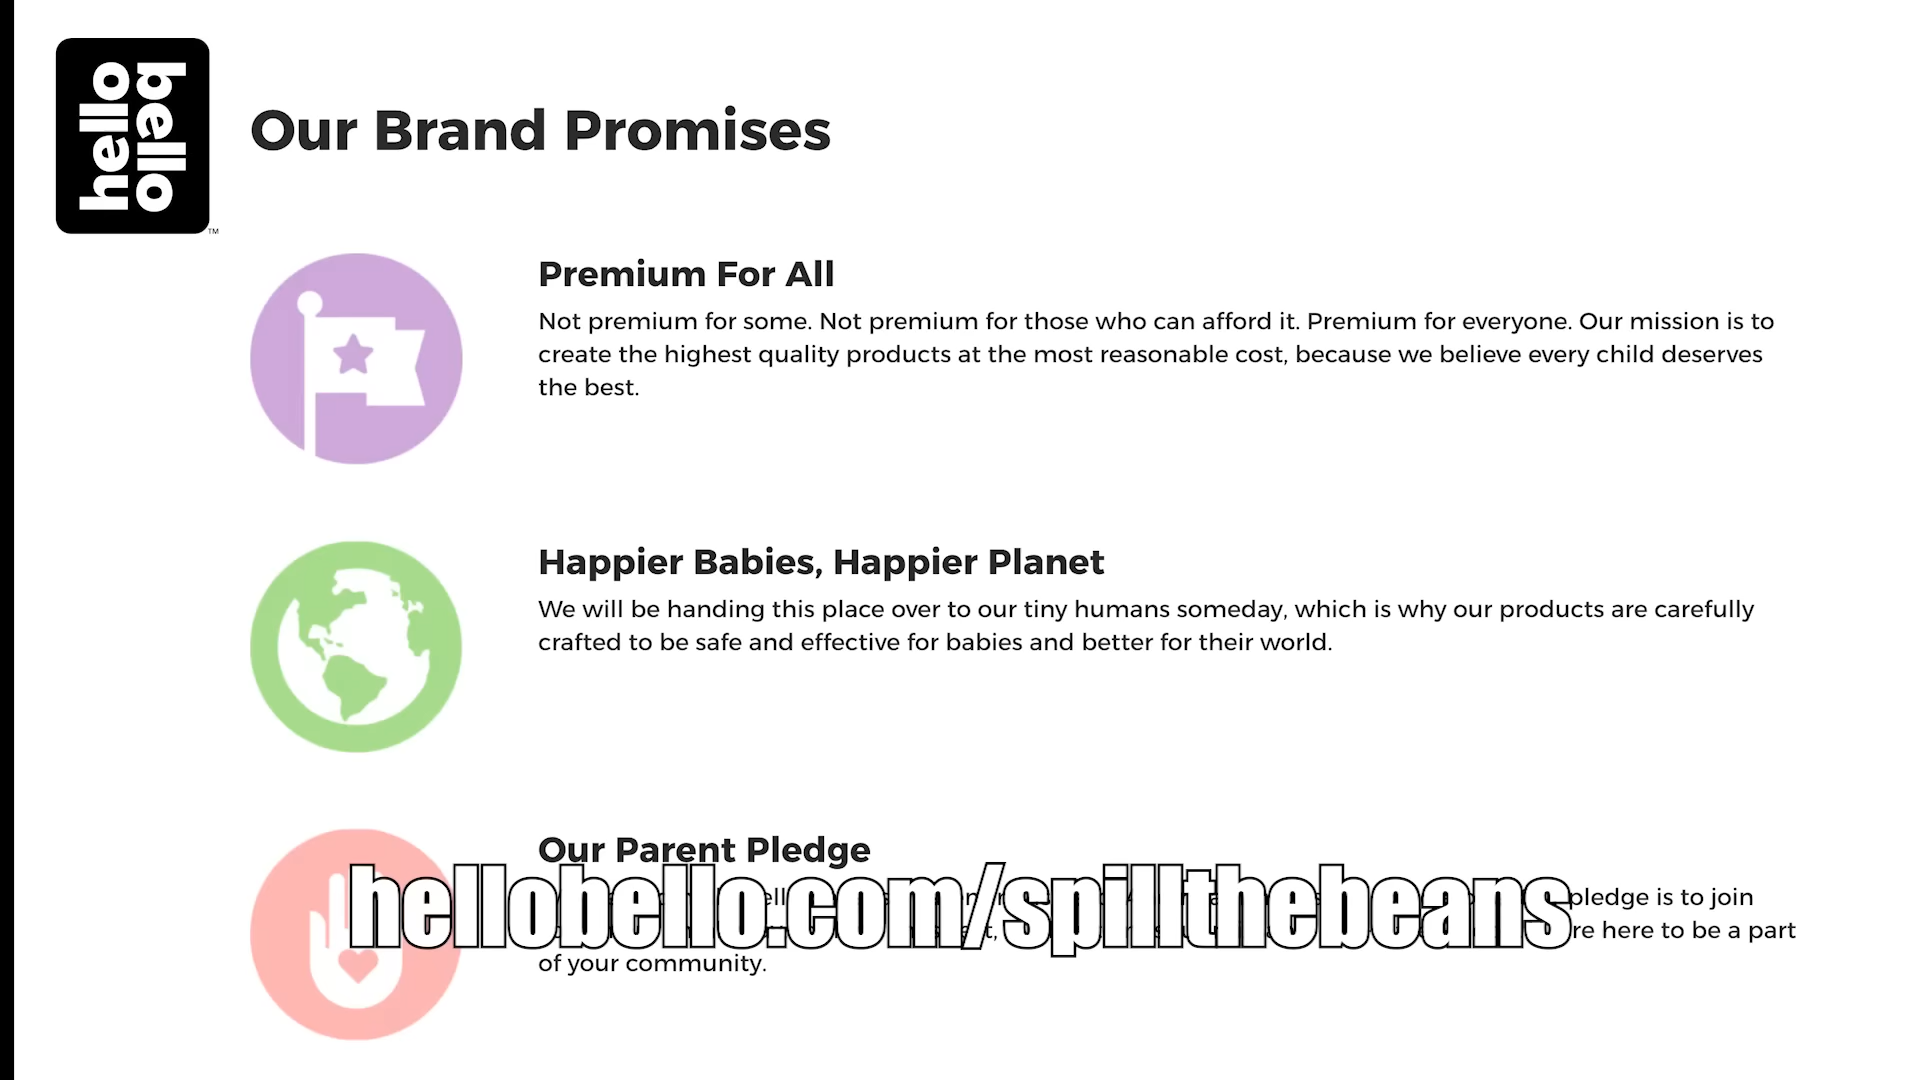 hello
bello
TM
Our Brand Promises
Premium For All
Not premium for some. Not premium for those who can afford it. Premium for everyone. Our mission is to
create the highest quality products at the most reasonable cost, because we believe every child deserves
the best.
Happier Babies, Happier Planet
We will be handing this place over to our tiny humans someday, which is why our products are carefully
crafted to be safe and effective for babies and better for their world.
Our Parent Pledge
pledge is to join
hellobello.com/spillthebeans
here to be a part
of your community.